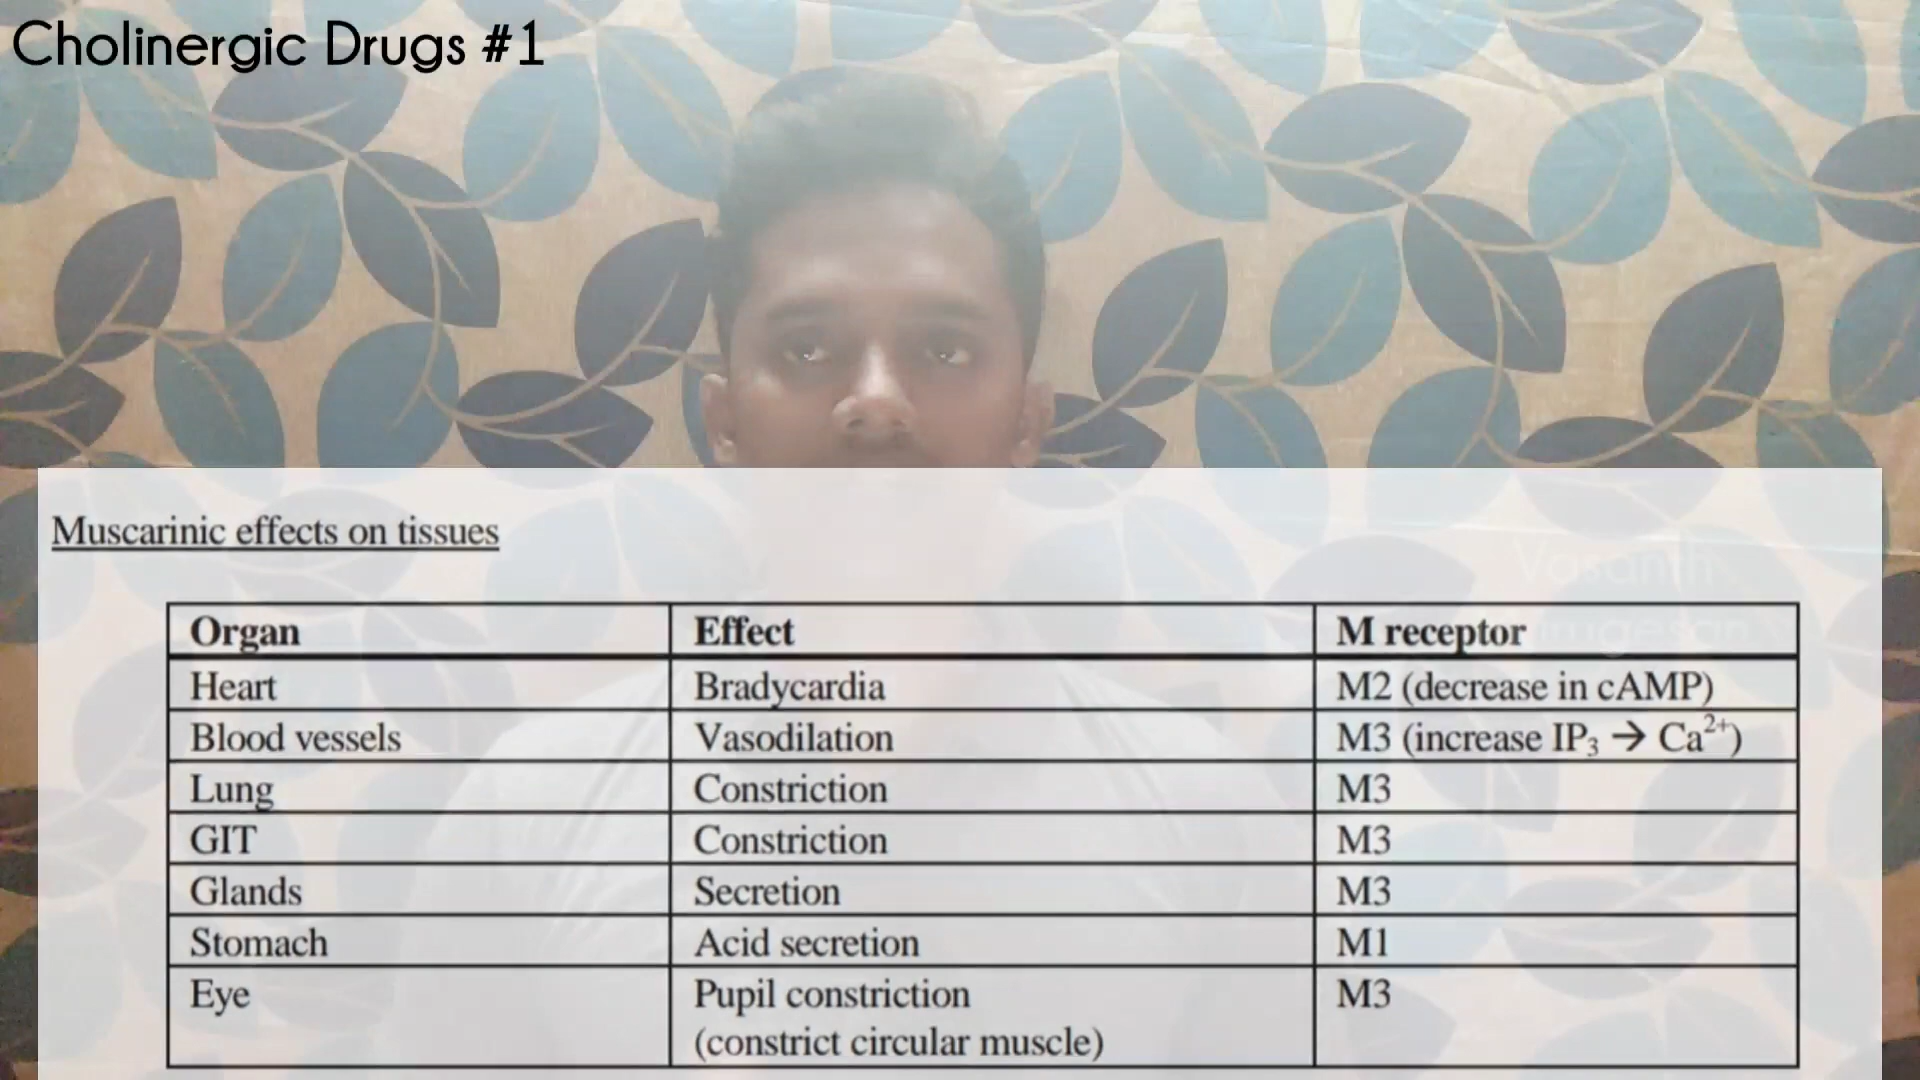 Cholinergic Drugs #1
Muscarinic effects on tissues
Organ Effect M receptor
Heart Bradycardia M2 (decrease in cAMP)
Blood vessels Vasodilation M3 (increase IP₃ → Ca²⁺)
Lung Constriction M3
GIT Constriction M3
Glands Secretion M3
Stomach Acid secretion M1
Eye Pupil constriction M3
(constrict circular muscle)
Vasanth